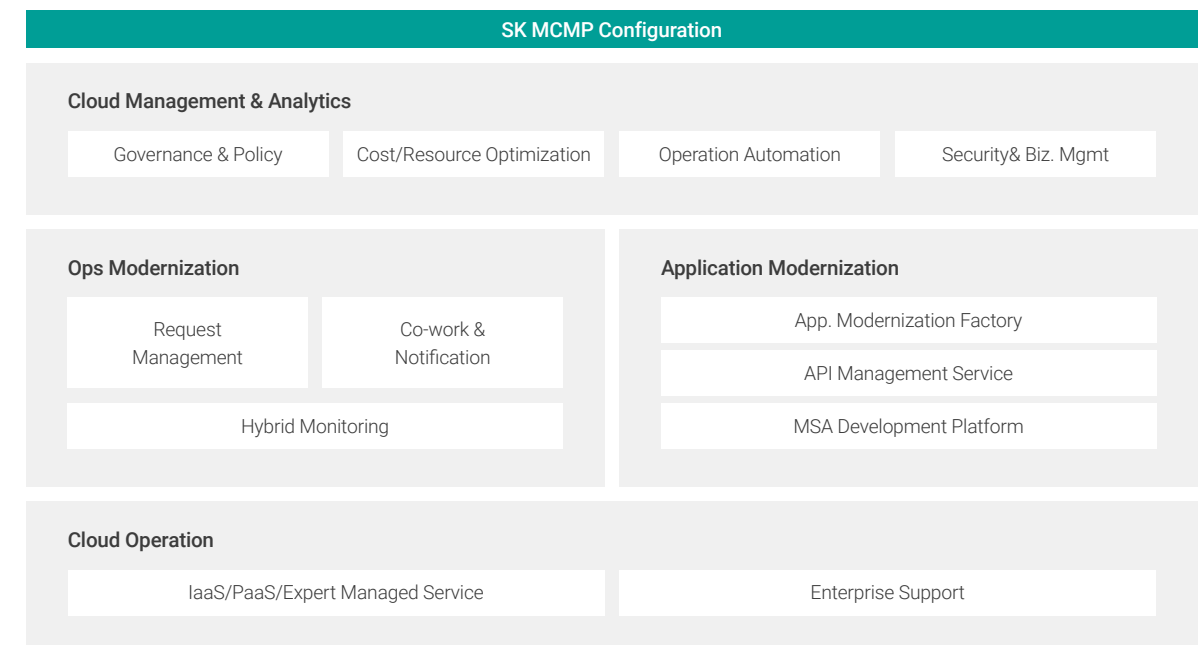 SK MCMP Configuration
Cloud Management & Analytics
Governance & Policy
Cost/Resource Optimization
Operation Automation
Security& Biz. Mgmt
Ops Modernization
Request
Management
Co-work &
Notification
Hybrid Monitoring
Application Modernization
App. Modernization Factory
API Management Service
MSA Development Platform
Cloud Operation
IaaS/PaaS/Expert Managed Service
Enterprise Support